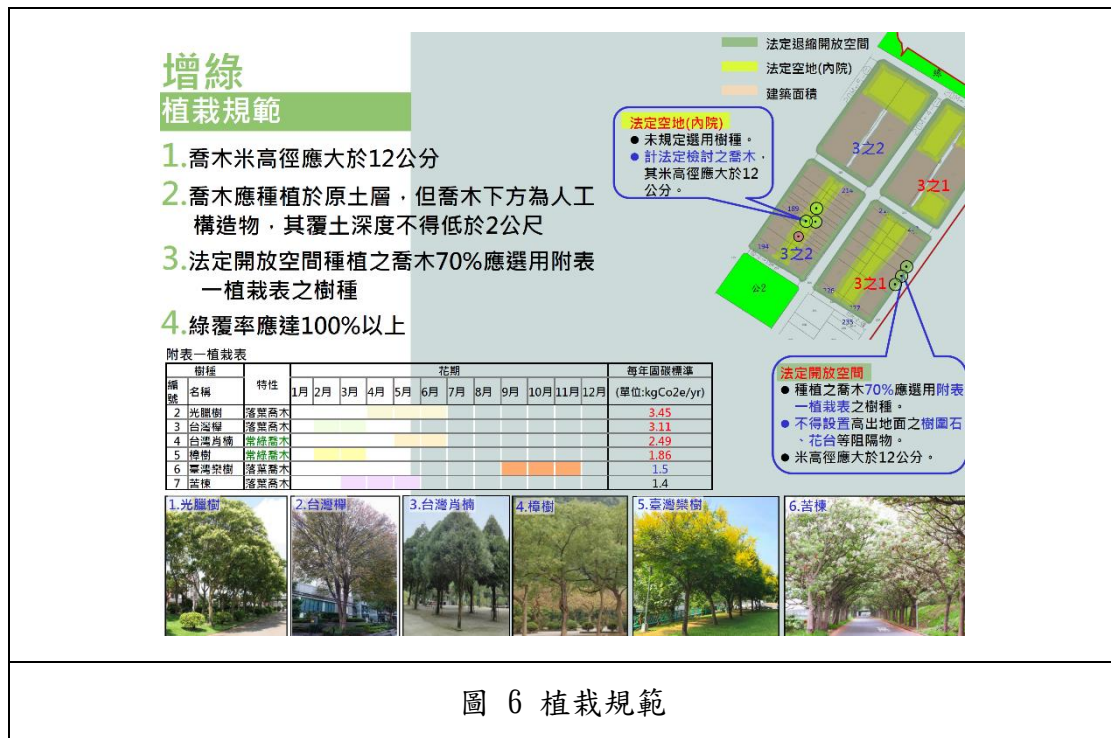 增綠
植栽規範
1.喬木米高徑應大於12公分
2.喬木應種植於原土層，但喬木下方為人工
構造物，其覆土深度不得低於2公尺
3.法定開放空間種植之喬木70%應選用附表
一植栽表之樹種
4.綠覆率應達100%以上
法定退縮開放空間
法定空地(內院)
建築面積
綠
法定空地(內院)
● 未規定選用樹種。
● 計法定檢討之喬木，
其米高徑應大於12
公分。
3之2
3之1
214
189
194
3之2
3之1
公2
226
235
法定開放空間
● 種植之喬木70%應選用附表
一植栽表之樹種。
● 不得設置高出地面之樹圍石
、花台等阻隔物。
● 米高徑應大於12公分。
附表一植栽表
樹種 特性 花期 每年固碳標準
編號 名稱 1月 2月 3月 4月 5月 6月 7月 8月 9月 10月 11月 12月 (單位:kgCo2e/yr)
2 光臘樹 落葉喬木 3.45
3 台灣櫸 落葉喬木 3.11
4 台灣肖楠 常綠喬木 2.49
5 樟樹 常綠喬木 1.86
6 臺灣欒樹 落葉喬木 1.5
7 苦楝 落葉喬木 1.4
1.光臘樹
2.台灣櫸
3.台灣肖楠
4.樟樹
5.臺灣欒樹
6.苦楝
圖 6 植栽規範